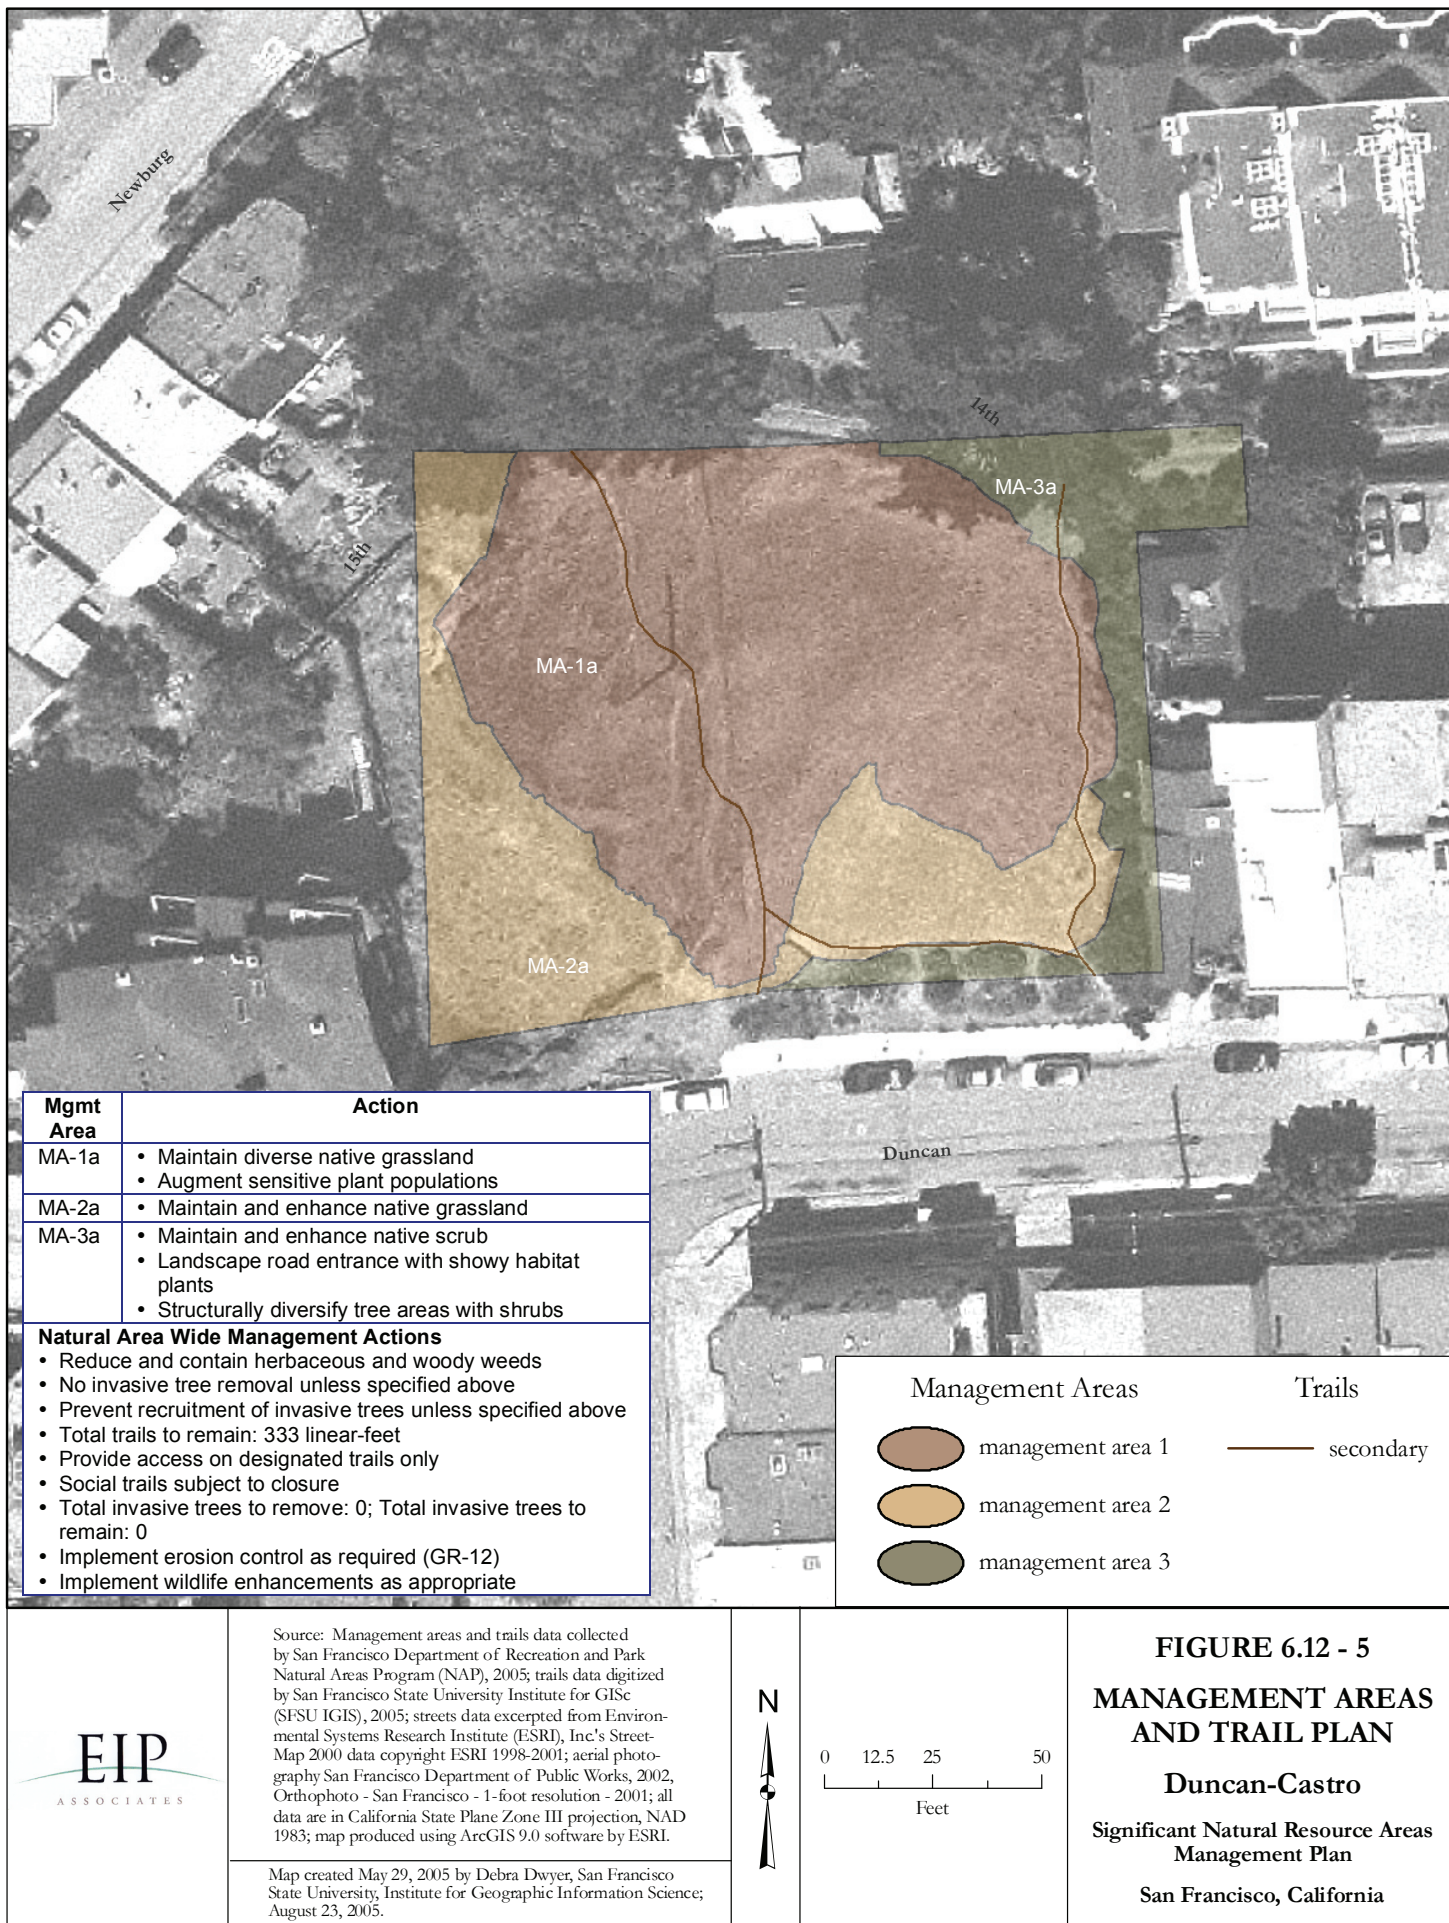 Newburg
14th
MA-3a
15th
MA-1a
MA-2a
Duncan
Mgmt Area
Action
MA-1a
• Maintain diverse native grassland
• Augment sensitive plant populations
MA-2a
• Maintain and enhance native grassland
MA-3a
• Maintain and enhance native scrub
• Landscape road entrance with showy habitat
plants
• Structurally diversify tree areas with shrubs
Natural Area Wide Management Actions
• Reduce and contain herbaceous and woody weeds
• No invasive tree removal unless specified above
• Prevent recruitment of invasive trees unless specified above
• Total trails to remain: 333 linear-feet
• Provide access on designated trails only
• Social trails subject to closure
• Total invasive trees to remove: 0; Total invasive trees to
remain: 0
• Implement erosion control as required (GR-12)
• Implement wildlife enhancements as appropriate
Management Areas
management area 1
management area 2
management area 3
Trails
secondary
EIP
ASSOCIATES
Source: Management areas and trails data collected
by San Francisco Department of Recreation and Park
Natural Areas Program (NAP), 2005; trails data digitized
by San Francisco State University Institute for GISc
(SFSU IGIS), 2005; streets data excerpted from Environ-
mental Systems Research Institute (ESRI), Inc.'s Street-
Map 2000 data copyright ESRI 1998-2001; aerial photo-
graphy San Francisco Department of Public Works, 2002,
Orthophoto - San Francisco - 1-foot resolution - 2001; all
data are in California State Plane Zone III projection, NAD
1983; map produced using ArcGIS 9.0 software by ESRI.
Map created May 29, 2005 by Debra Dwyer, San Francisco
State University, Institute for Geographic Information Science;
August 23, 2005.
N
0 12.5 25 50
Feet
FIGURE 6.12 - 5
MANAGEMENT AREAS
AND TRAIL PLAN
Duncan-Castro
Significant Natural Resource Areas
Management Plan
San Francisco, California